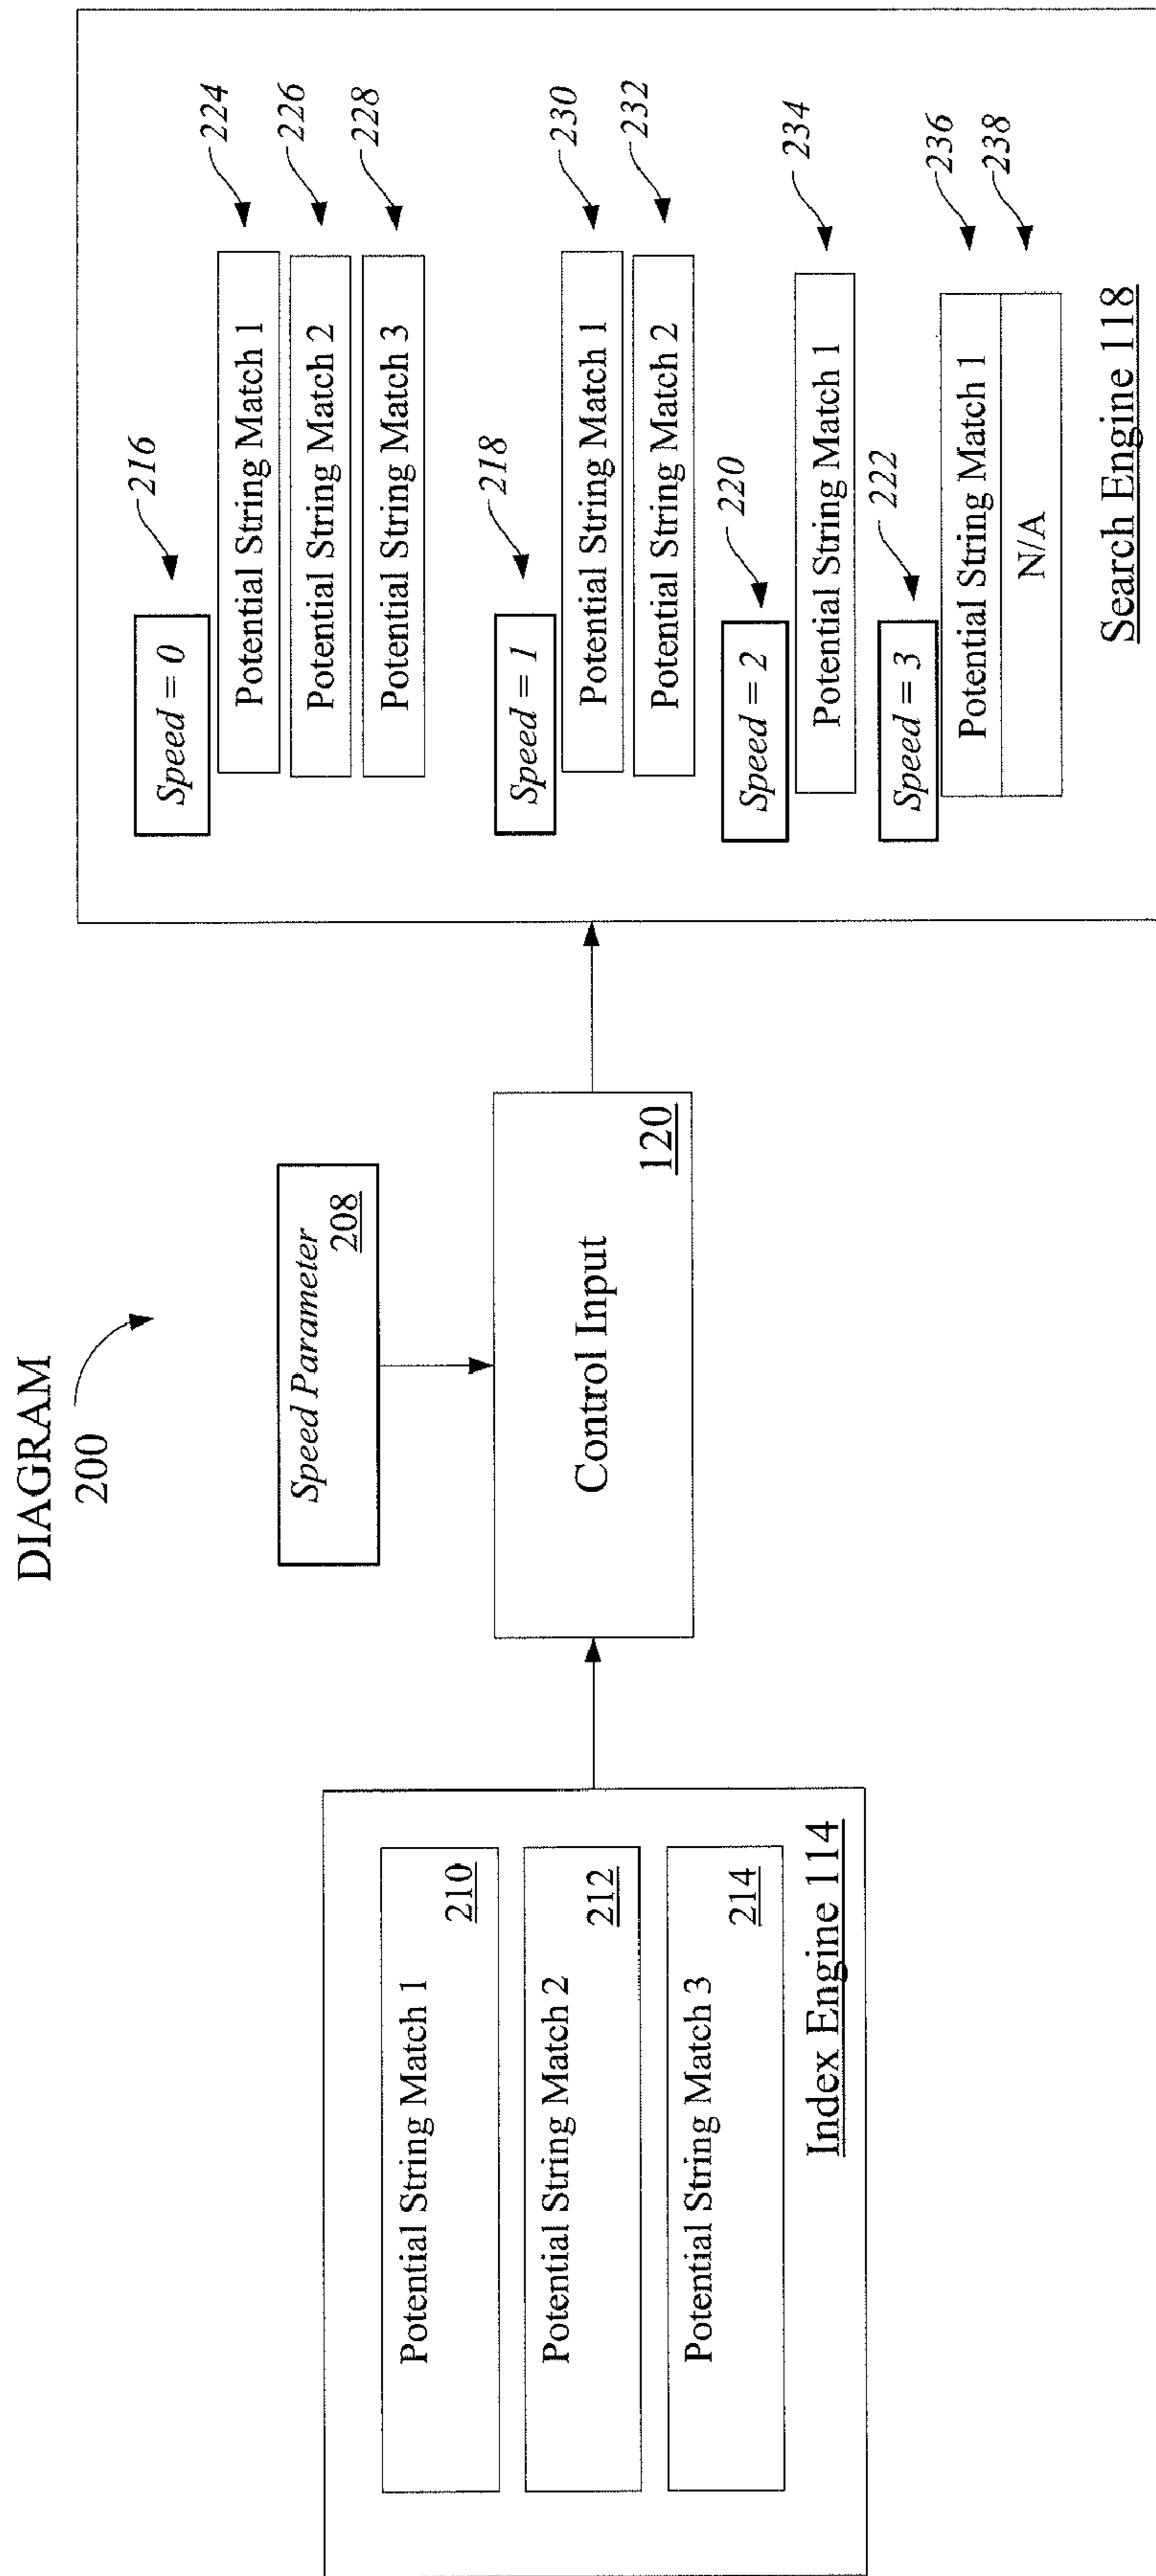 DIAGRAM
200
Potential String Match 1
210
Potential String Match 2
212
Potential String Match 3
214
Index Engine 114
Speed Parameter
208
Control Input
120
216
Speed = 0
224
Potential String Match 1
226
Potential String Match 2
228
Potential String Match 3
218
Speed = 1
230
Potential String Match 1
232
Potential String Match 2
220
Speed = 2
234
Potential String Match 1
222
Speed = 3
236
Potential String Match 1
238
N/A
Search Engine 118